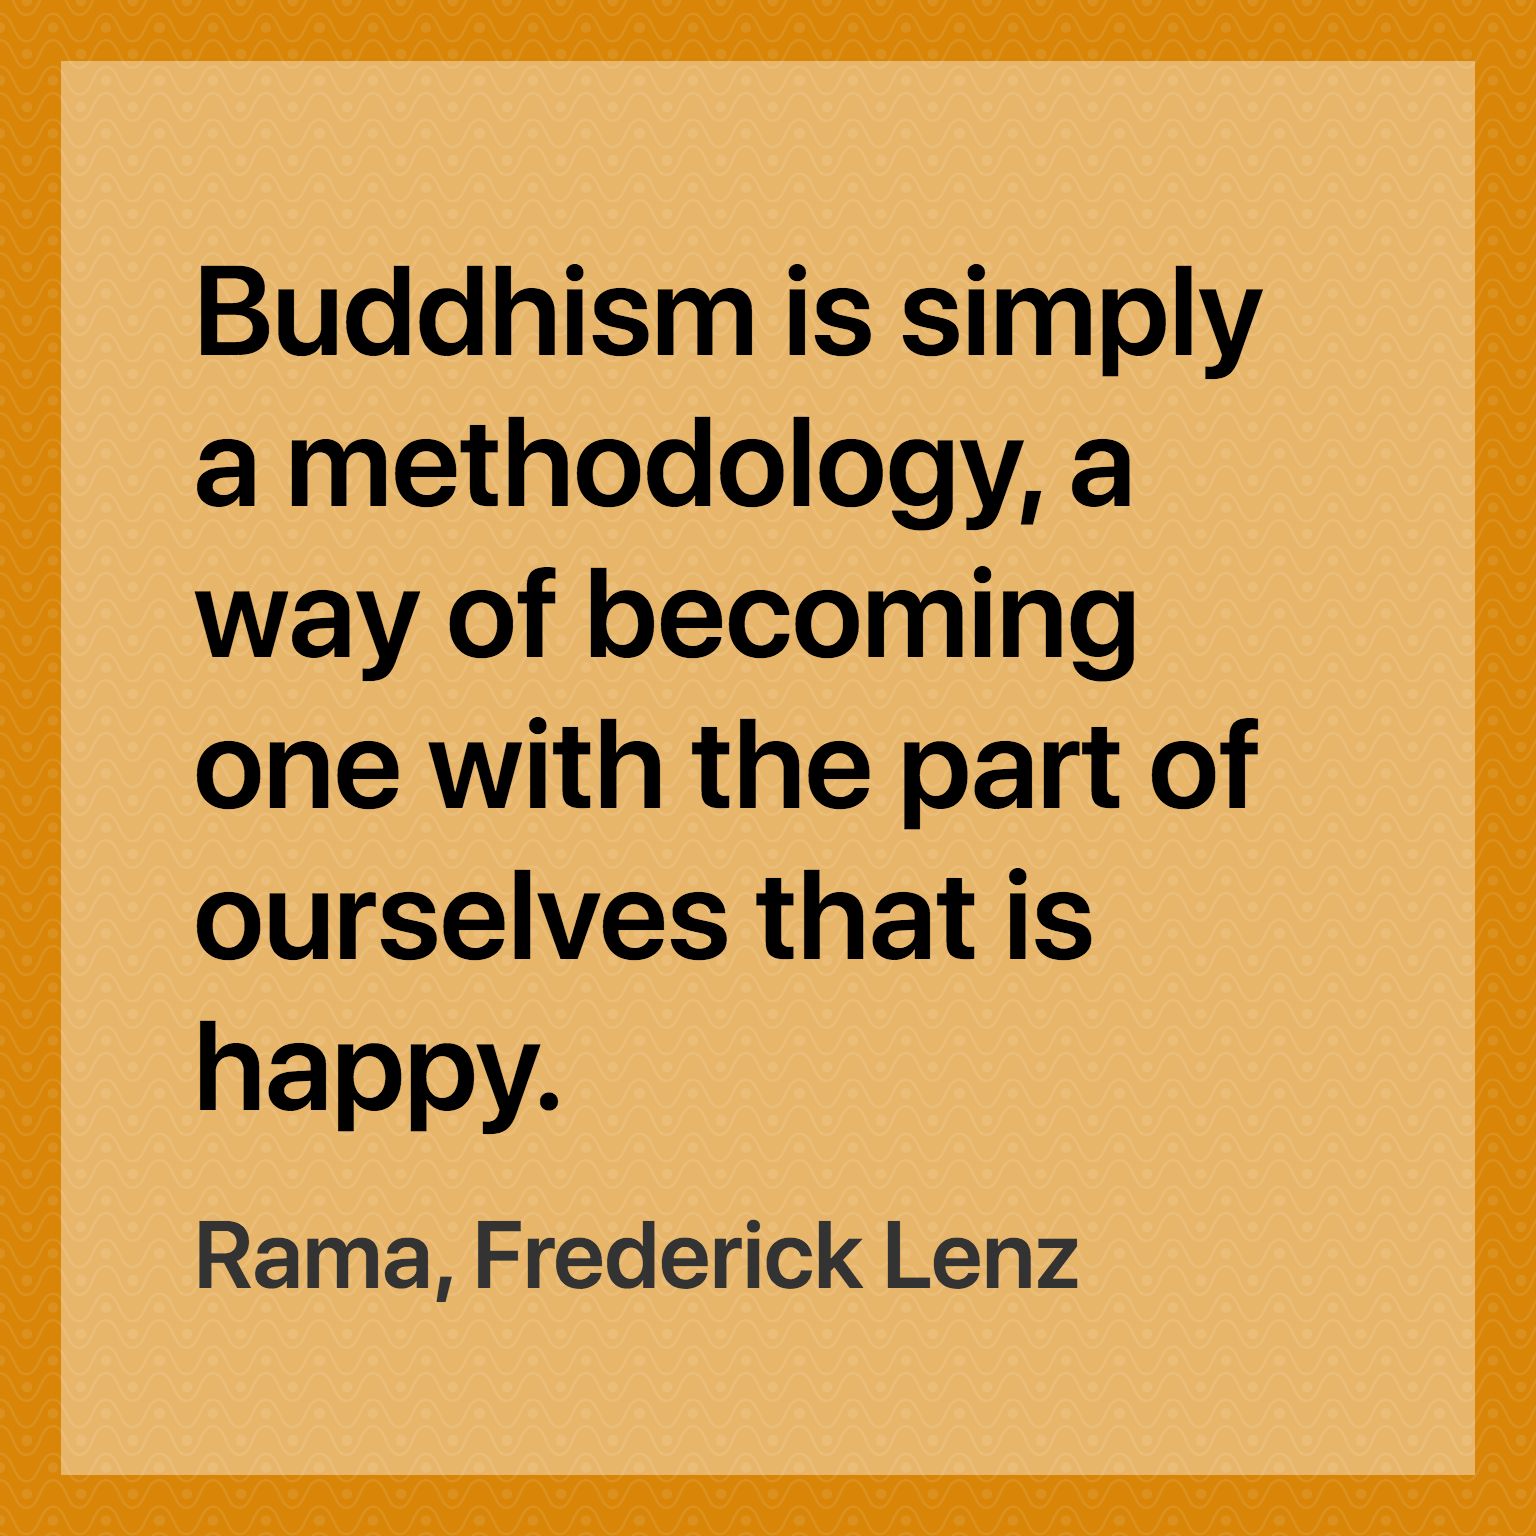 Buddhism is simply
a methodology, a
way of becoming
one with the part of
ourselves that is
happy.
Rama, Frederick Lenz